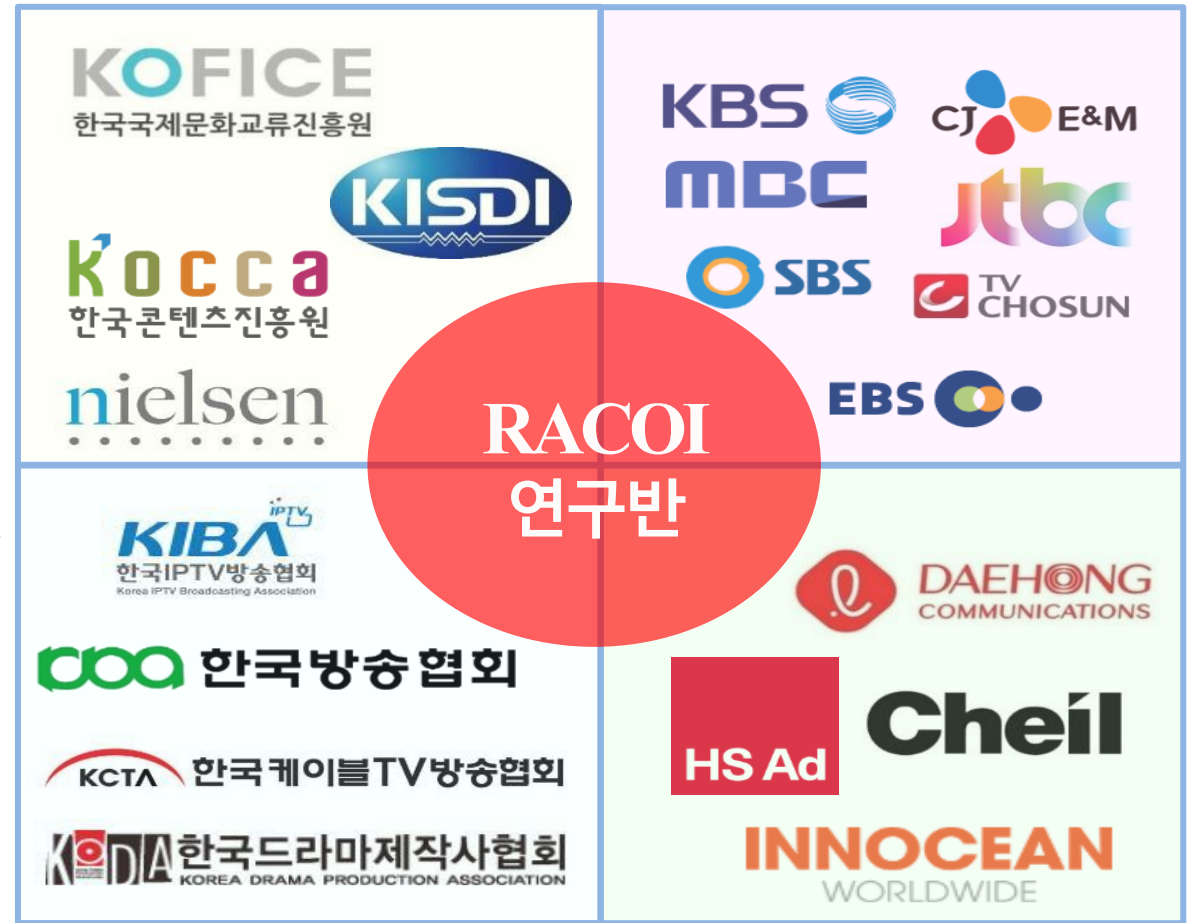 KOFICE
한국국제문화교류진흥원
KISDI
Kocca
한국콘텐츠진흥원
nielsen
KBS
CJ E&M
MBC
jtbc
SBS
TV CHOSUN
EBS
RACOI
연구반
IPTV
KIBA
한국IPTV방송협회
Korea IPTV Broadcasting Association
한국방송협회
KCTA 한국케이블TV방송협회
KODA 한국드라마제작사협회
KOREA DRAMA PRODUCTION ASSOCIATION
DAEHONG
COMMUNICATIONS
HS Ad
Cheil
INNOCEAN
WORLDWIDE